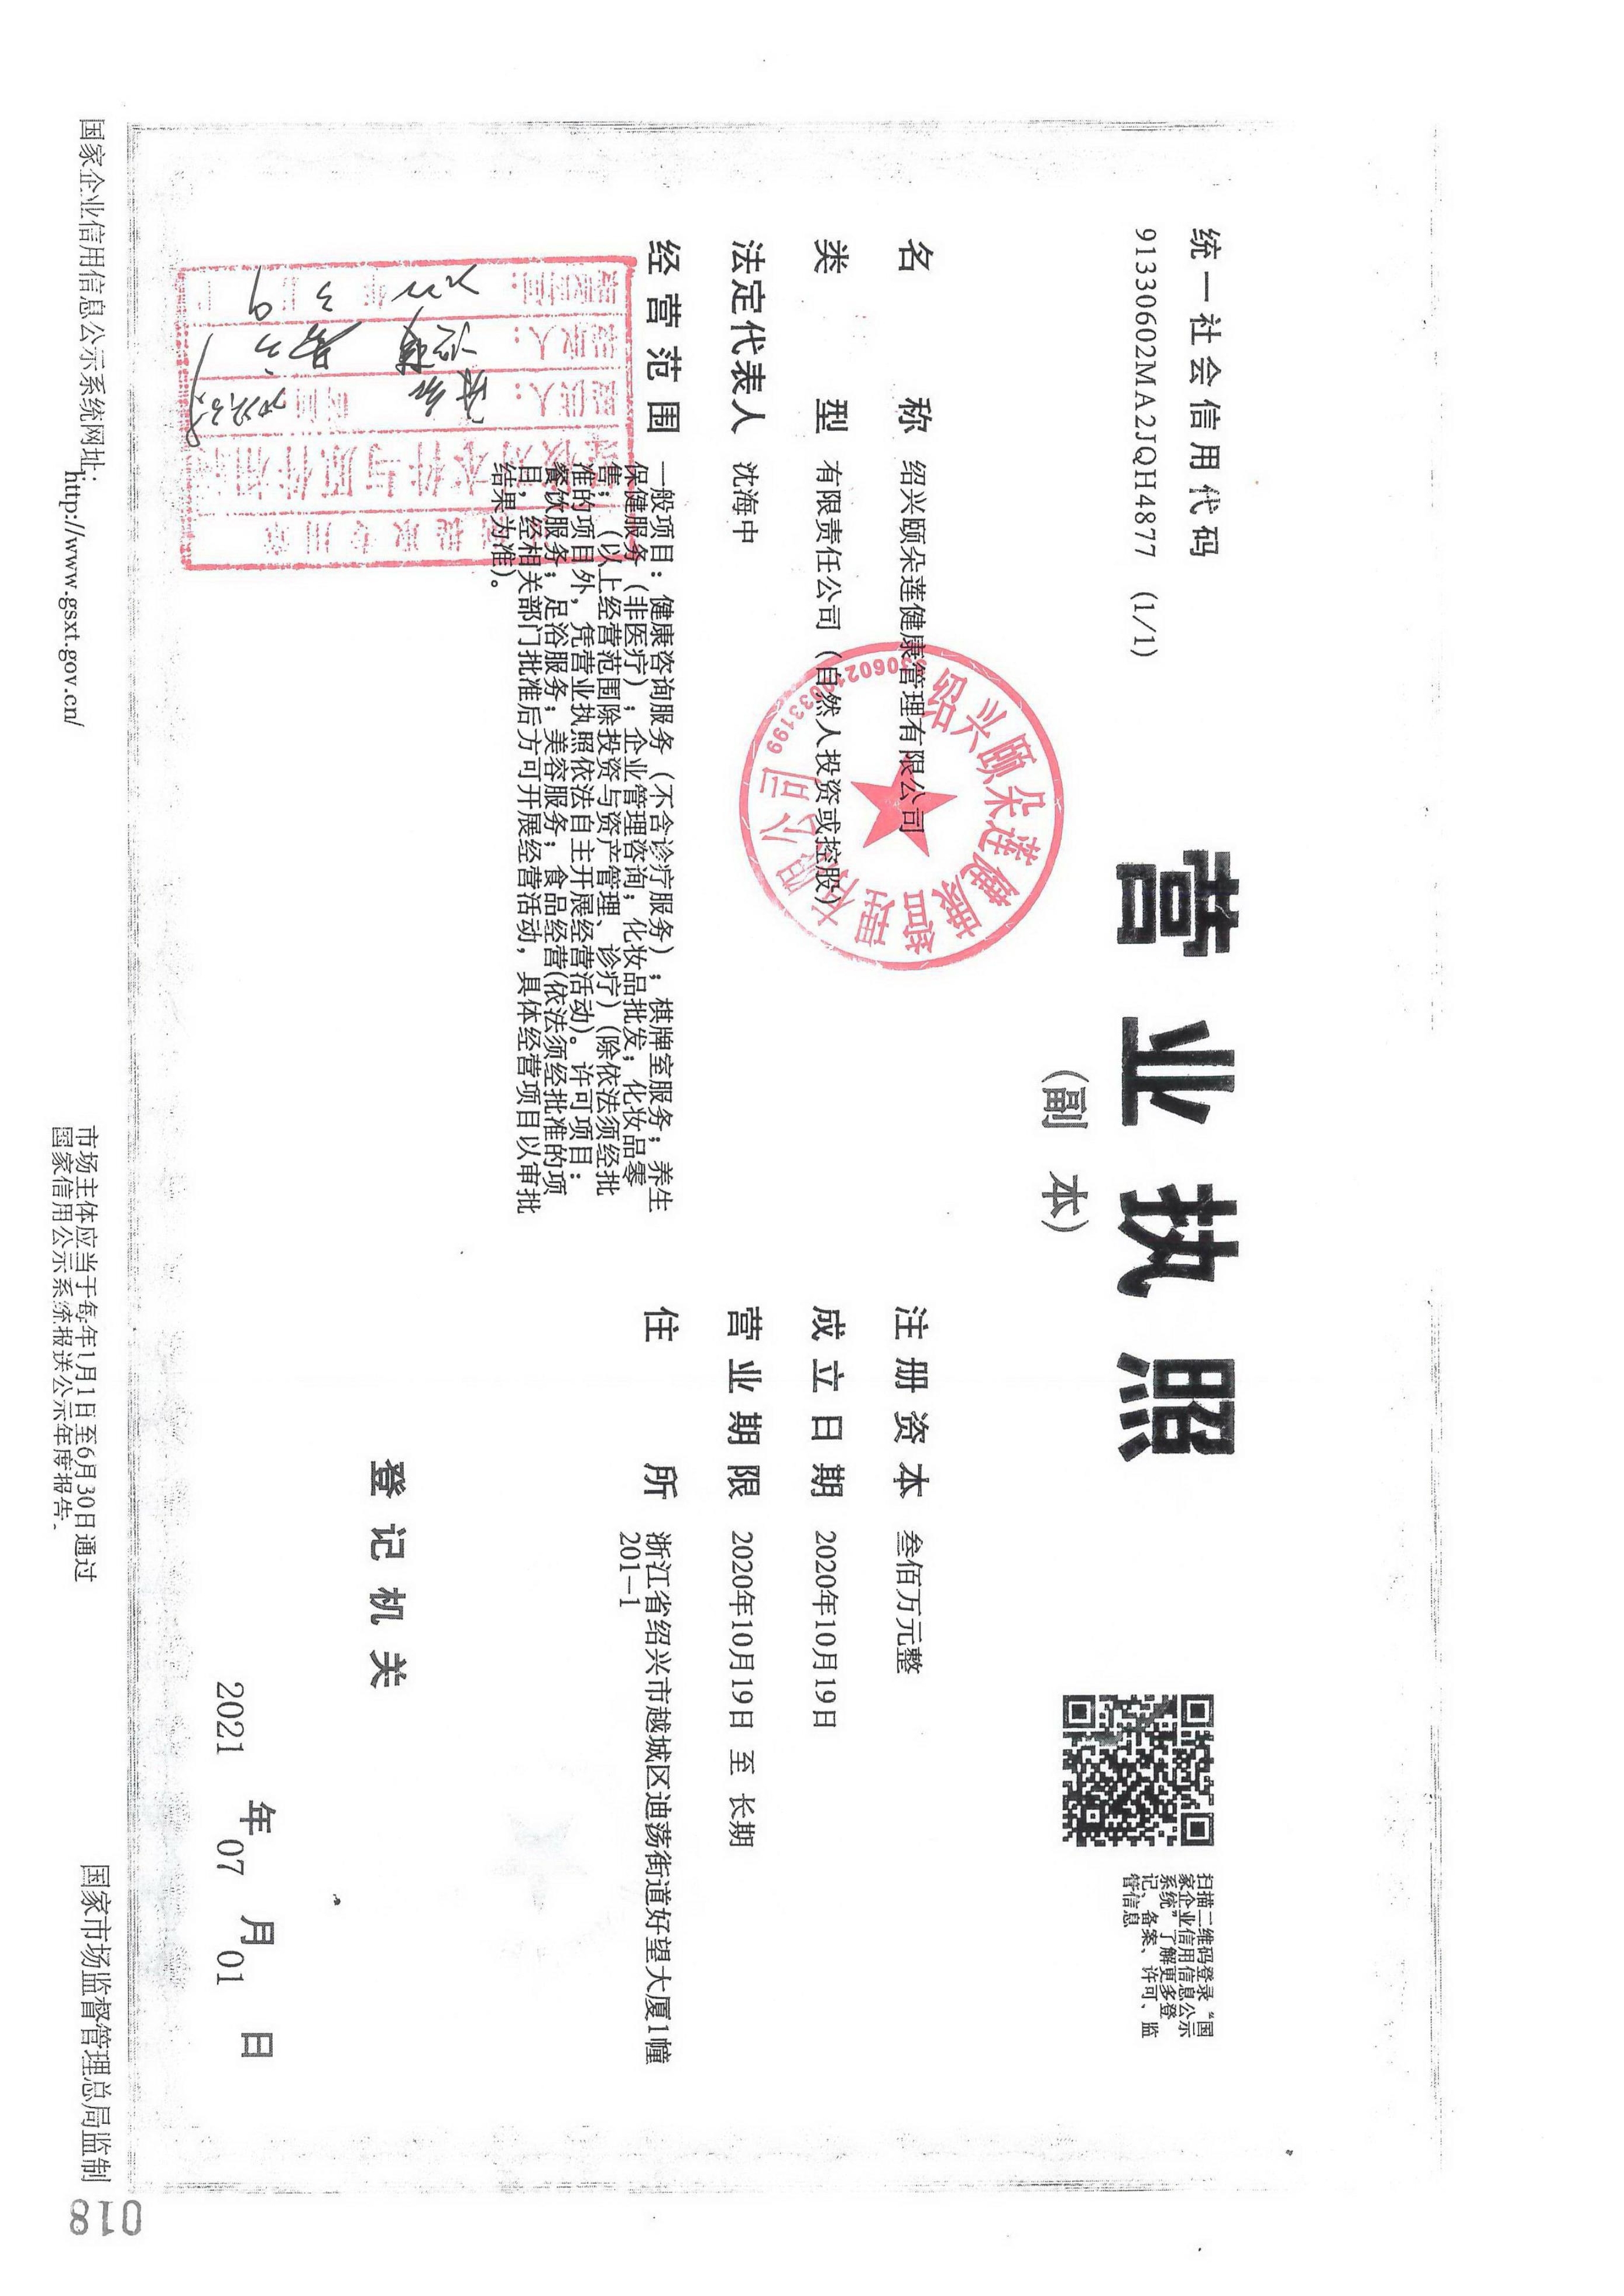 营业执照
（副 本）
统一社会信用代码
91330602MA2JQH4877 (1/1)
扫描二维码登录“国
家企业信用信息公示
系统”了解更多登
记、备案、许可、监
管信息
名 称 绍兴颐朵莲健康管理有限公司
类 型 有限责任公司（自然人投资或控股）
法定代表人 沈海中
经营范围 一般项目：健康咨询服务（不含诊疗服务）；棋牌室服务；养生
保健服务（非医疗）；企业管理咨询；化妆品批发；化妆品零
售；（以上经营范围除投资与资产管理、诊疗）(除依法须经批
准的项目外，凭营业执照依法自主开展经营活动)。许可项目：
餐饮服务；足浴服务；美容服务；食品经营(依法须经批准的项
目，经相关部门批准后方可开展经营活动，具体经营项目以审批
结果为准)。
注册资本 叁佰万元整
成立日期 2020年10月19日
营业期限 2020年10月19日 至 长期
住 所 浙江省绍兴市越城区迪荡街道好望大厦1幢
201-1
绍兴颐朵莲健康管理有限公司
登记机关
2021 年 07 月 01 日
国家企业信用信息公示系统网址：http://www.gsxt.gov.cn/
市场主体应当于每年1月1日至6月30日通过
国家信用公示系统报送公示年度报告。
国家市场监督管理总局监制
018